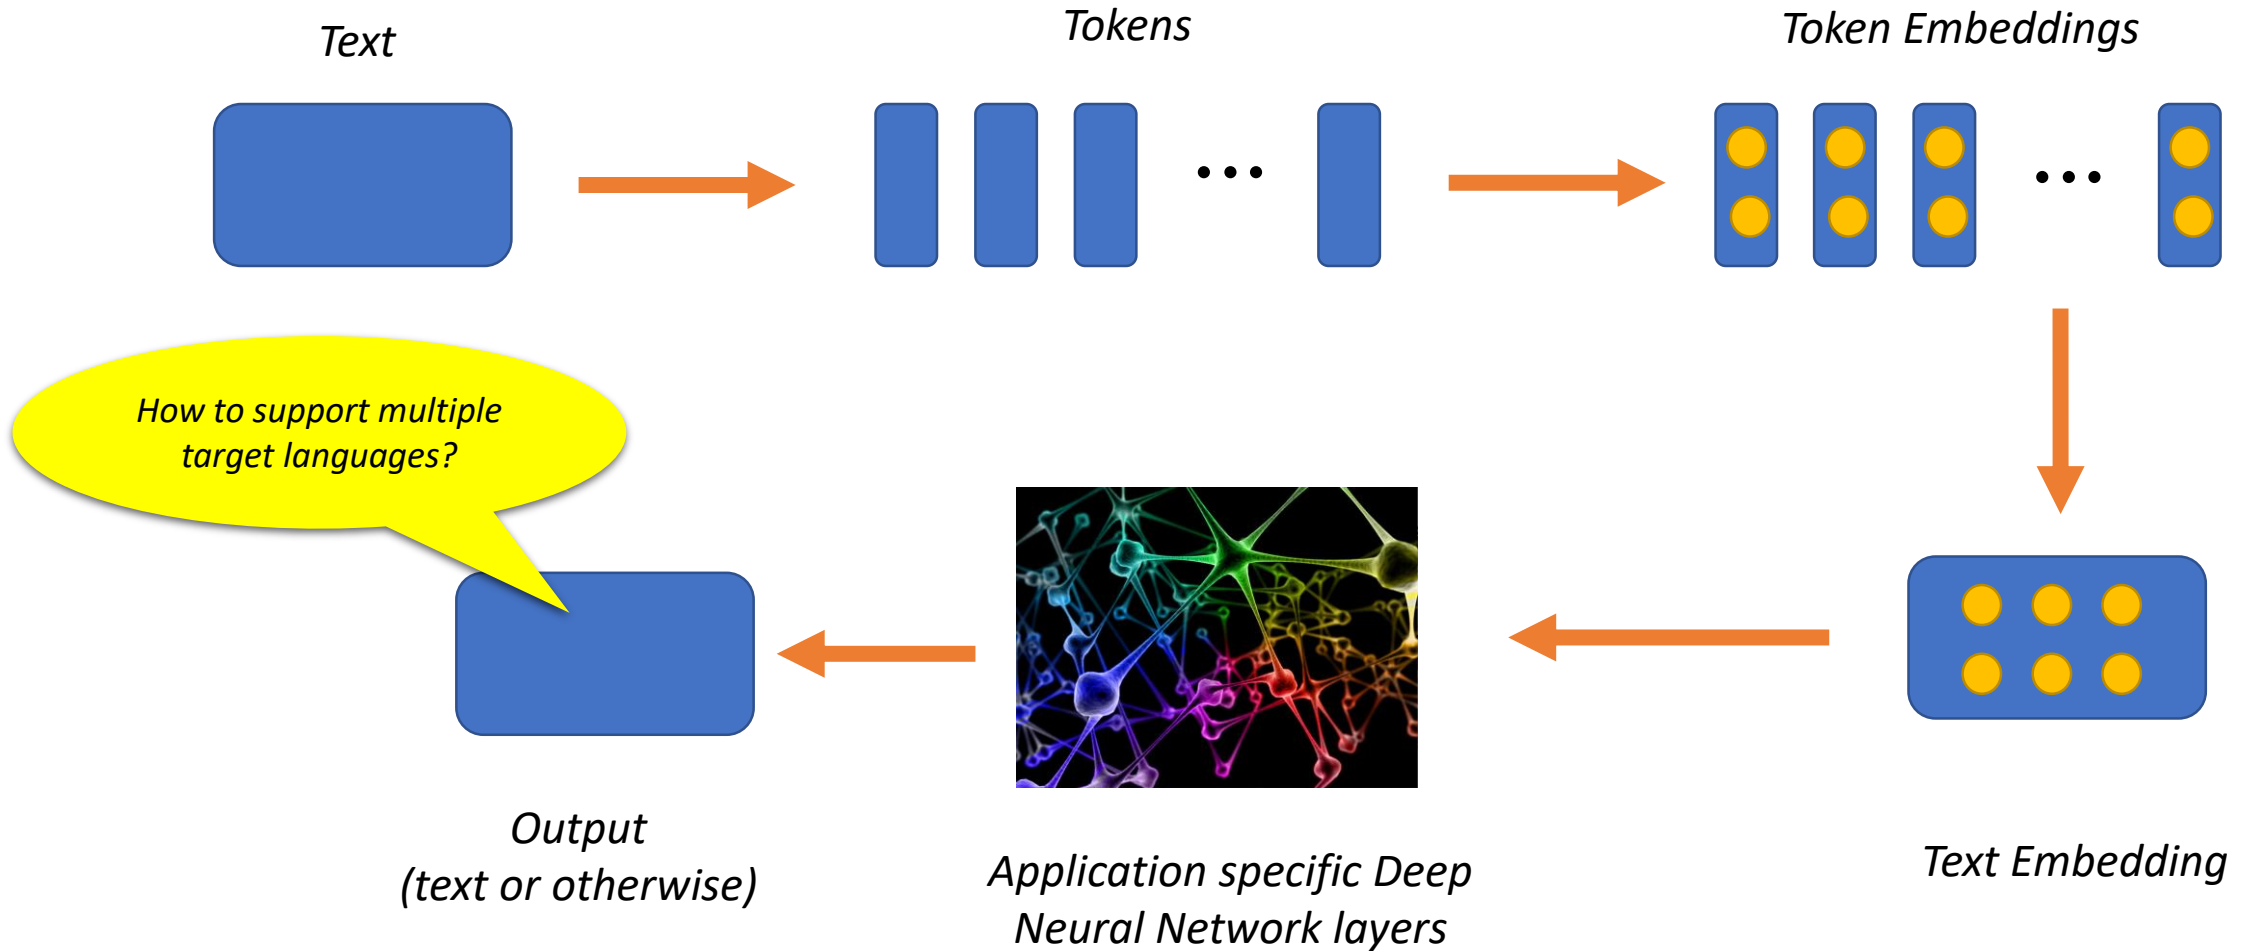 Text
Tokens
Token Embeddings
How to support multiple
target languages?
Output
(text or otherwise)
Application specific Deep
Neural Network layers
Text Embedding